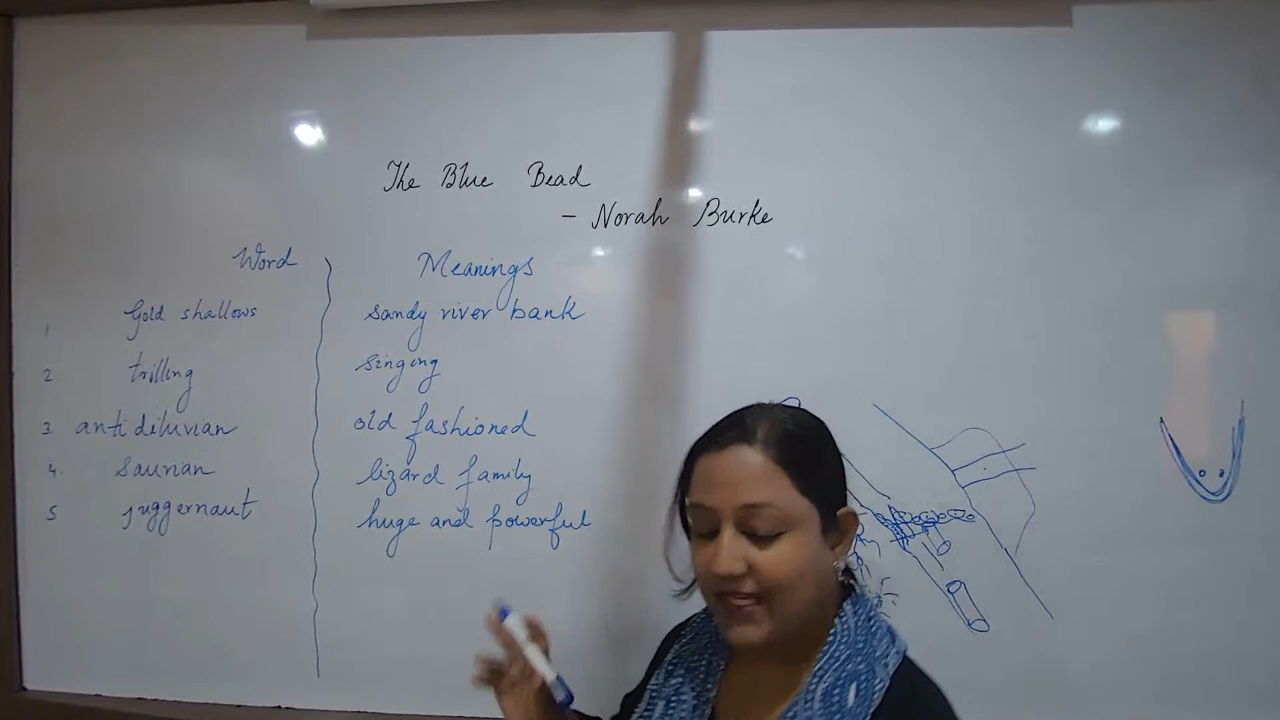 The Blue Bead
- Norah Burke
Word Meanings
1. Gold shallows sandy river bank
2 trilling singing
3. antidiluvian old fashioned
4. saurian lizard family
5 juggernaut huge and powerful